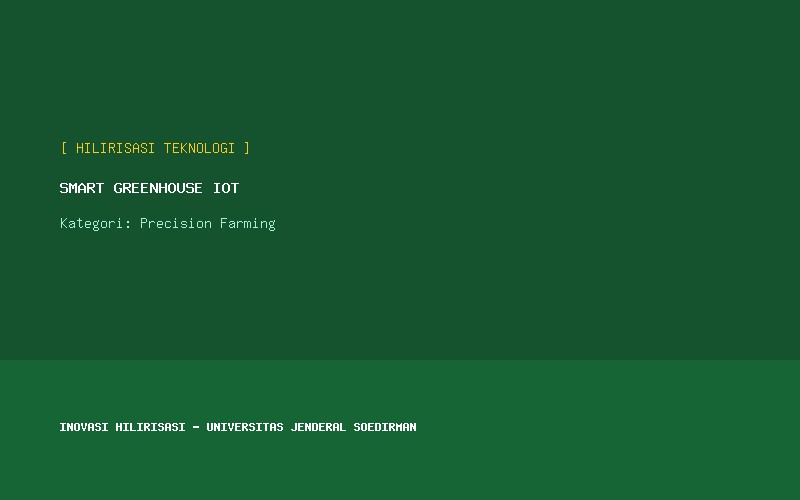 [ HILIRISASI TEKNOLOGI ]
SMART GREENHOUSE IOT
Kategori: Precision Farming
INOVASI HILIRISASI - UNIVERSITAS JENDERAL SOEDIRMAN